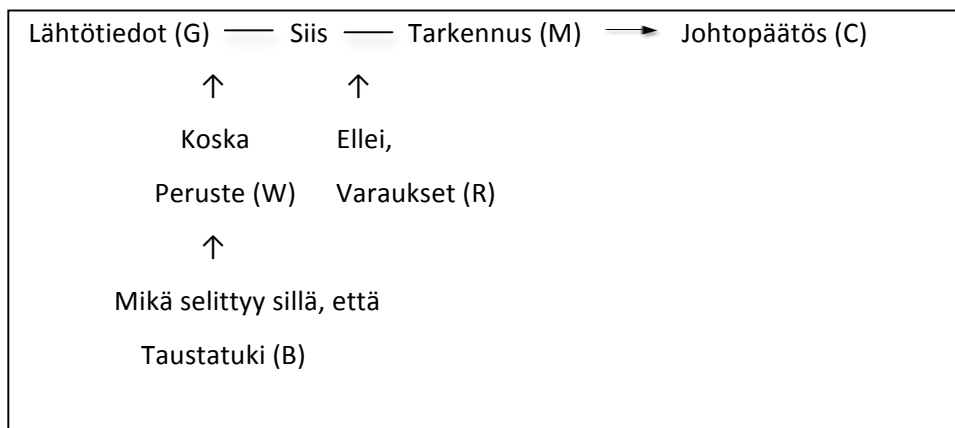 Lähtötiedot (G) Siis Tarkennus (M) Johtopäätös (C)
Koska Ellei,
Peruste (W) Varaukset (R)
Mikä selittyy sillä, että
Taustatuki (B)